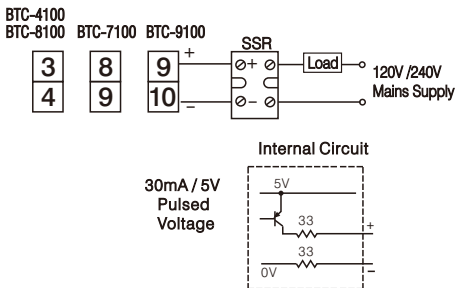 BTC-4100
BTC-8100 BTC-7100 BTC-9100
SSR
3 8 9 + + Load
120V/240V
4 9 10 – – Mains Supply
Internal Circuit
30mA / 5V
Pulsed
Voltage
5V
33
+
33
0V –